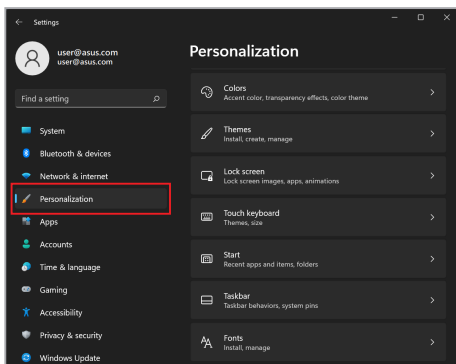 Settings
user@asus.com
user@asus.com
Find a setting
System
Bluetooth & devices
Network & internet
Personalization
Apps
Accounts
Time & language
Gaming
Accessibility
Privacy & security
Windows Update
Personalization
Colors
Accent color, transparency effects, color theme
Themes
Install, create, manage
Lock screen
Lock screen images, apps, animations
Touch keyboard
Themes, size
Start
Recent apps and items, folders
Taskbar
Taskbar behaviors, system pins
Fonts
Install, manage